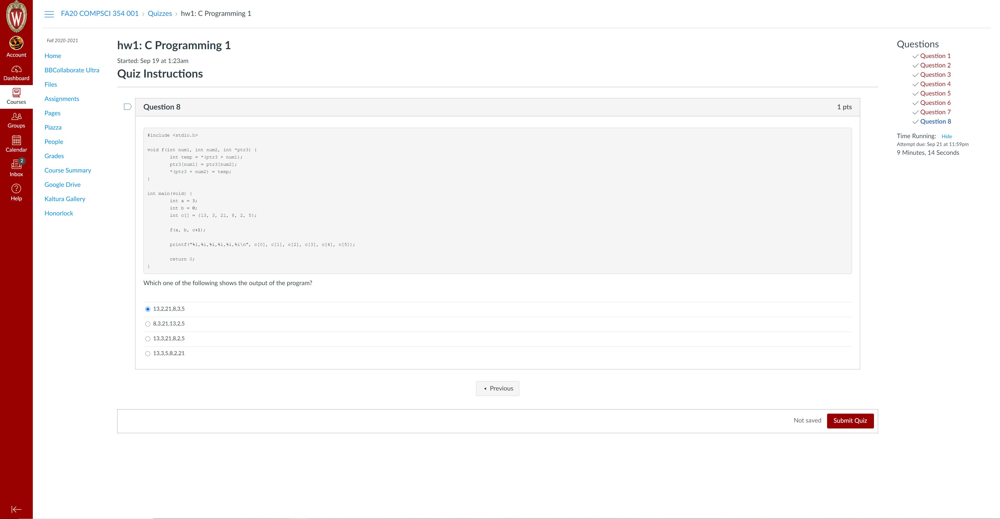 W
Account
Dashboard
Courses
Groups
Calendar
2
Inbox
?
Help
FA20 COMPSCI 354 001 › Quizzes › hw1: C Programming 1
Fall 2020-2021
Home
BBCollaborate Ultra
Files
Assignments
Pages
Piazza
People
Grades
Course Summary
Google Drive
Kaltura Gallery
Honorlock
hw1: C Programming 1
Started: Sep 19 at 1:23am
Quiz Instructions
Question 8 1 pts
#include <stdio.h>
void f(int num1, int num2, int *ptr3) {
int temp = *(ptr3 + num1);
ptr3[num1] = ptr3[num2];
*(ptr3 + num2) = temp;
}
int main(void) {
int a = 3;
int b = 0;
int c[] = {13, 3, 21, 8, 2, 5};
f(a, b, c+1);
printf("%i,%i,%i,%i,%i,%i\n", c[0], c[1], c[2], c[3], c[4], c[5]);
return 0;
}
Which one of the following shows the output of the program?
13,2,21,8,3,5
8,3,21,13,2,5
13,3,21,8,2,5
13,3,5,8,2,21
Previous
Not saved Submit Quiz
Questions
Question 1
Question 2
Question 3
Question 4
Question 5
Question 6
Question 7
Question 8
Time Running: Hide
Attempt due: Sep 21 at 11:59pm
9 Minutes, 14 Seconds